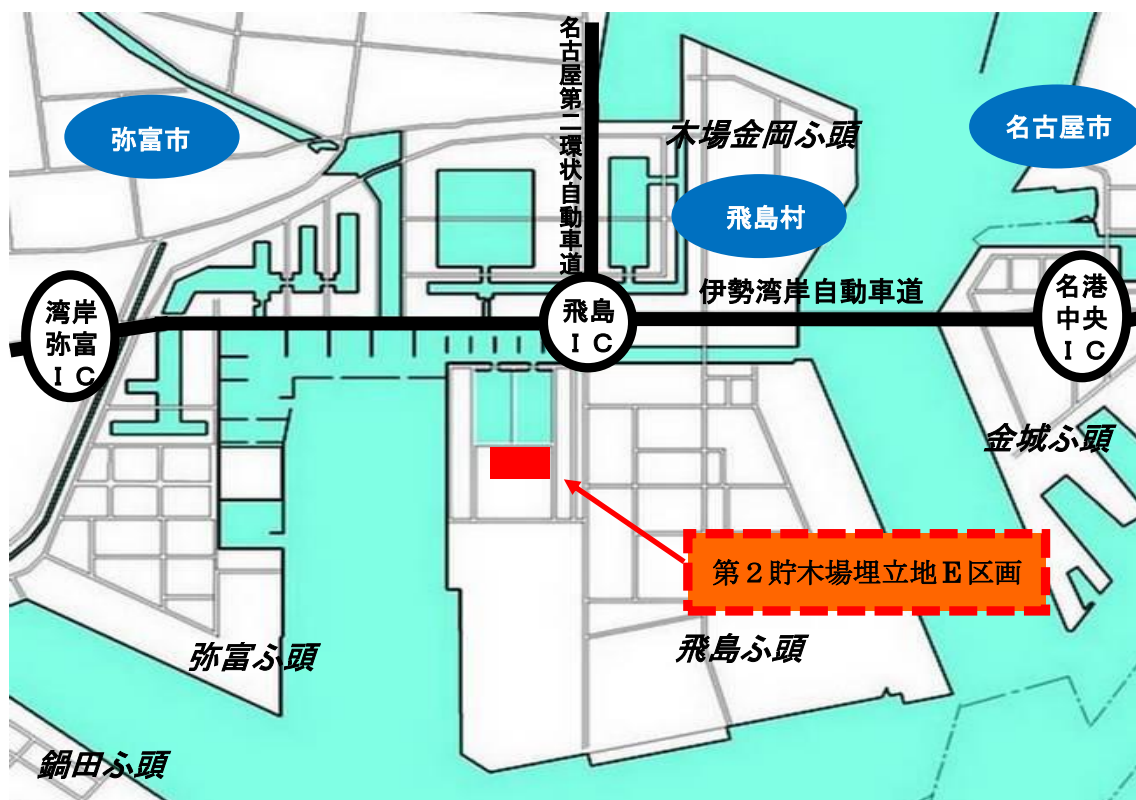 名古屋第二環状自動車道
弥富市
木場金岡ふ頭
名古屋市
飛島村
伊勢湾岸自動車道
湾岸
弥富
ＩＣ
飛島
ＩＣ
名港
中央
ＩＣ
金城ふ頭
第２貯木場埋立地Ｅ区画
弥富ふ頭
飛島ふ頭
鍋田ふ頭